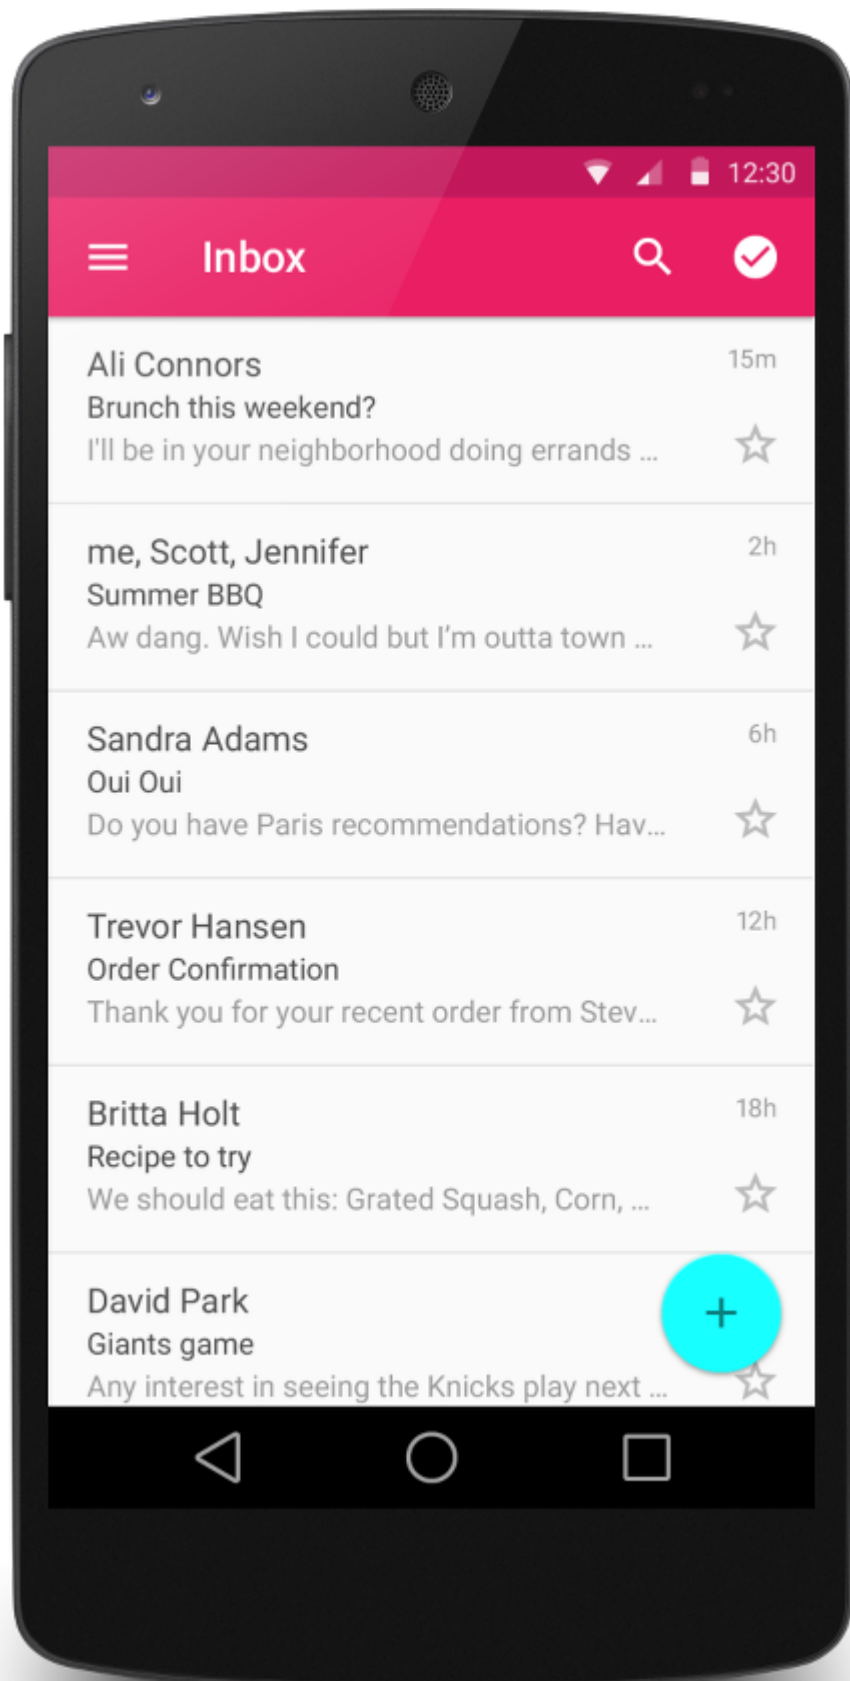 12:30
Inbox
Ali Connors 15m
Brunch this weekend?
I'll be in your neighborhood doing errands ...
me, Scott, Jennifer 2h
Summer BBQ
Aw dang. Wish I could but I'm outta town ...
Sandra Adams 6h
Oui Oui
Do you have Paris recommendations? Hav...
Trevor Hansen 12h
Order Confirmation
Thank you for your recent order from Stev...
Britta Holt 18h
Recipe to try
We should eat this: Grated Squash, Corn, ...
David Park
Giants game
Any interest in seeing the Knicks play next ...